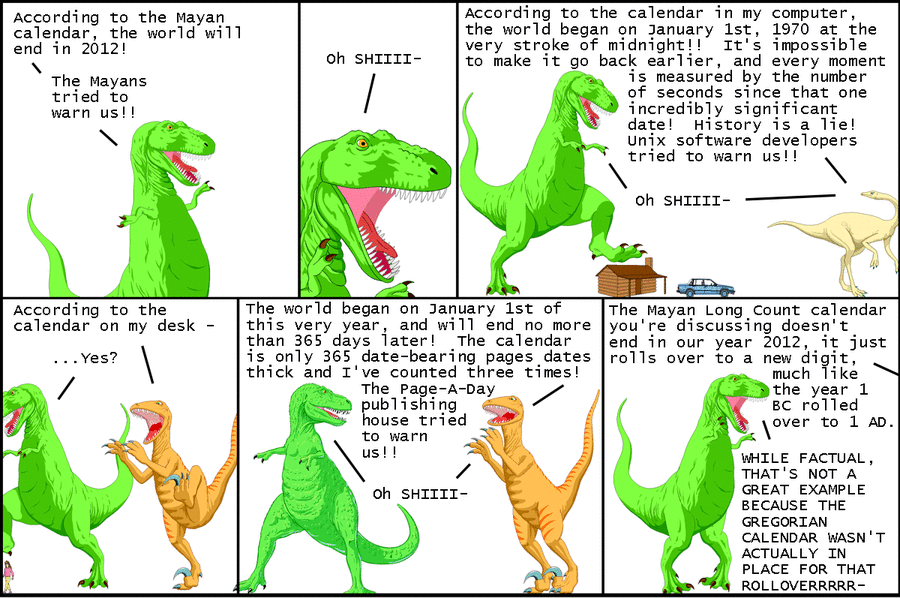 According to the Mayan
calendar, the world will
end in 2012!
The Mayans
tried to
warn us!!
Oh SHIIII-
According to the calendar in my computer,
the world began on January 1st, 1970 at the
very stroke of midnight!! It's impossible
to make it go back earlier, and every moment
is measured by the number
of seconds since that one
incredibly significant
date! History is a lie!
Unix software developers
tried to warn us!!
Oh SHIIII-
According to the
calendar on my desk -
...Yes?
The world began on January 1st of
this very year, and will end no more
than 365 days later! The calendar
is only 365 date-bearing pages dates
thick and I've counted three times!
The Page-A-Day
publishing
house tried
to warn
us!!
Oh SHIIII-
The Mayan Long Count calendar
you're discussing doesn't
end in our year 2012, it just
rolls over to a new digit,
much like
the year 1
BC rolled
over to 1 AD.
WHILE FACTUAL,
THAT'S NOT A
GREAT EXAMPLE
BECAUSE THE
GREGORIAN
CALENDAR WASN'T
ACTUALLY IN
PLACE FOR THAT
ROLLOVERRRRR-